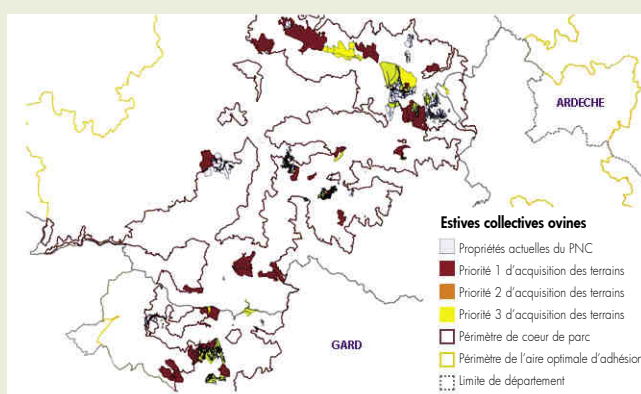 ARDECHE
Estives collectives ovines
Propriétés actuelles du PNC
Priorité 1 d'acquisition des terrains
Priorité 2 d'acquisition des terrains
Priorité 3 d'acquisition des terrains
Périmètre de coeur de parc
Périmètre de l'aire optimale d'adhésion
Limite de département
GARD